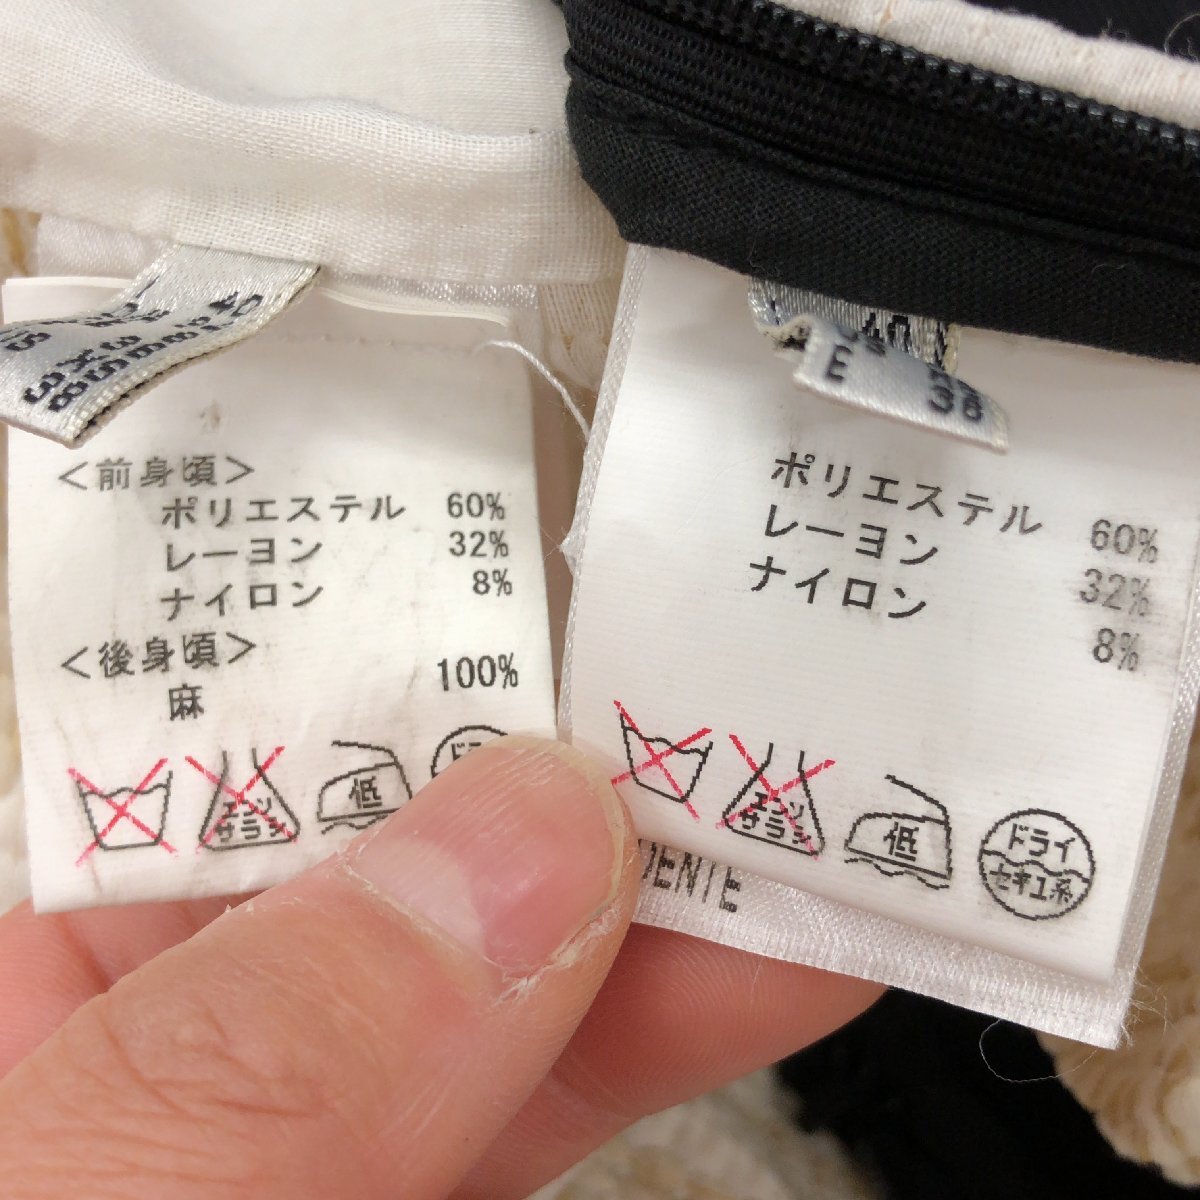 <前身頃>
ポリエステル 60%
レーヨン 32%
ナイロン 8%
<後身頃>
麻 100%
エンソ
サラシ
低
ドライ
40
E 36
ポリエステル 60%
レーヨン 32%
ナイロン 8%
エンソ
サラシ
低
ドライ
セキユ系